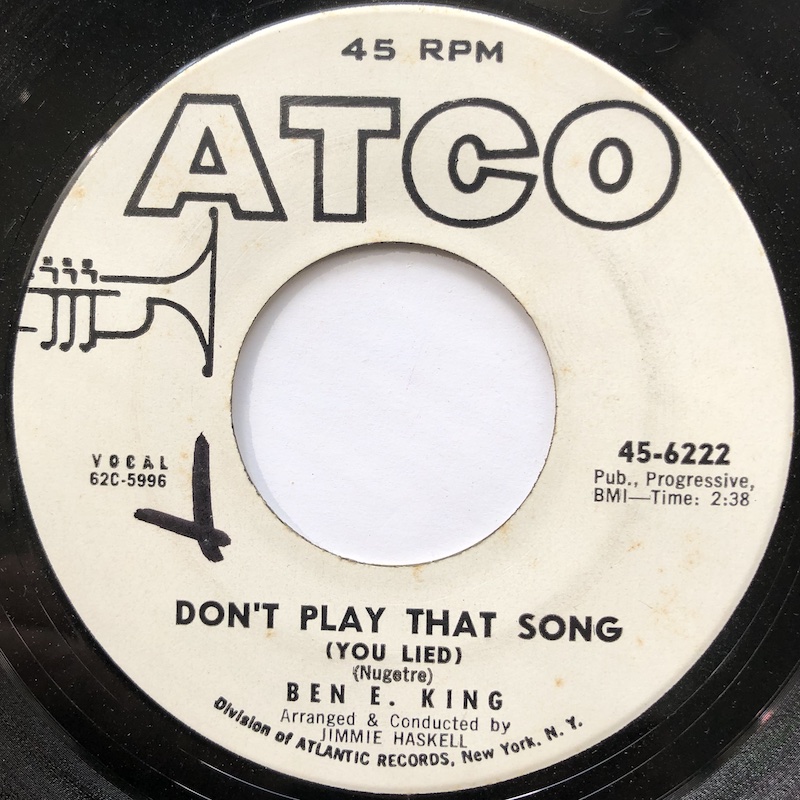 45 RPM
ATCO
VOCAL
62C-5996
45-6222
Pub., Progressive,
BMI—Time: 2:38
DON'T PLAY THAT SONG
(YOU LIED)
(Nugetre)
BEN E. KING
Arranged & Conducted by
JIMMIE HASKELL
Division of ATLANTIC RECORDS, New York, N. Y.